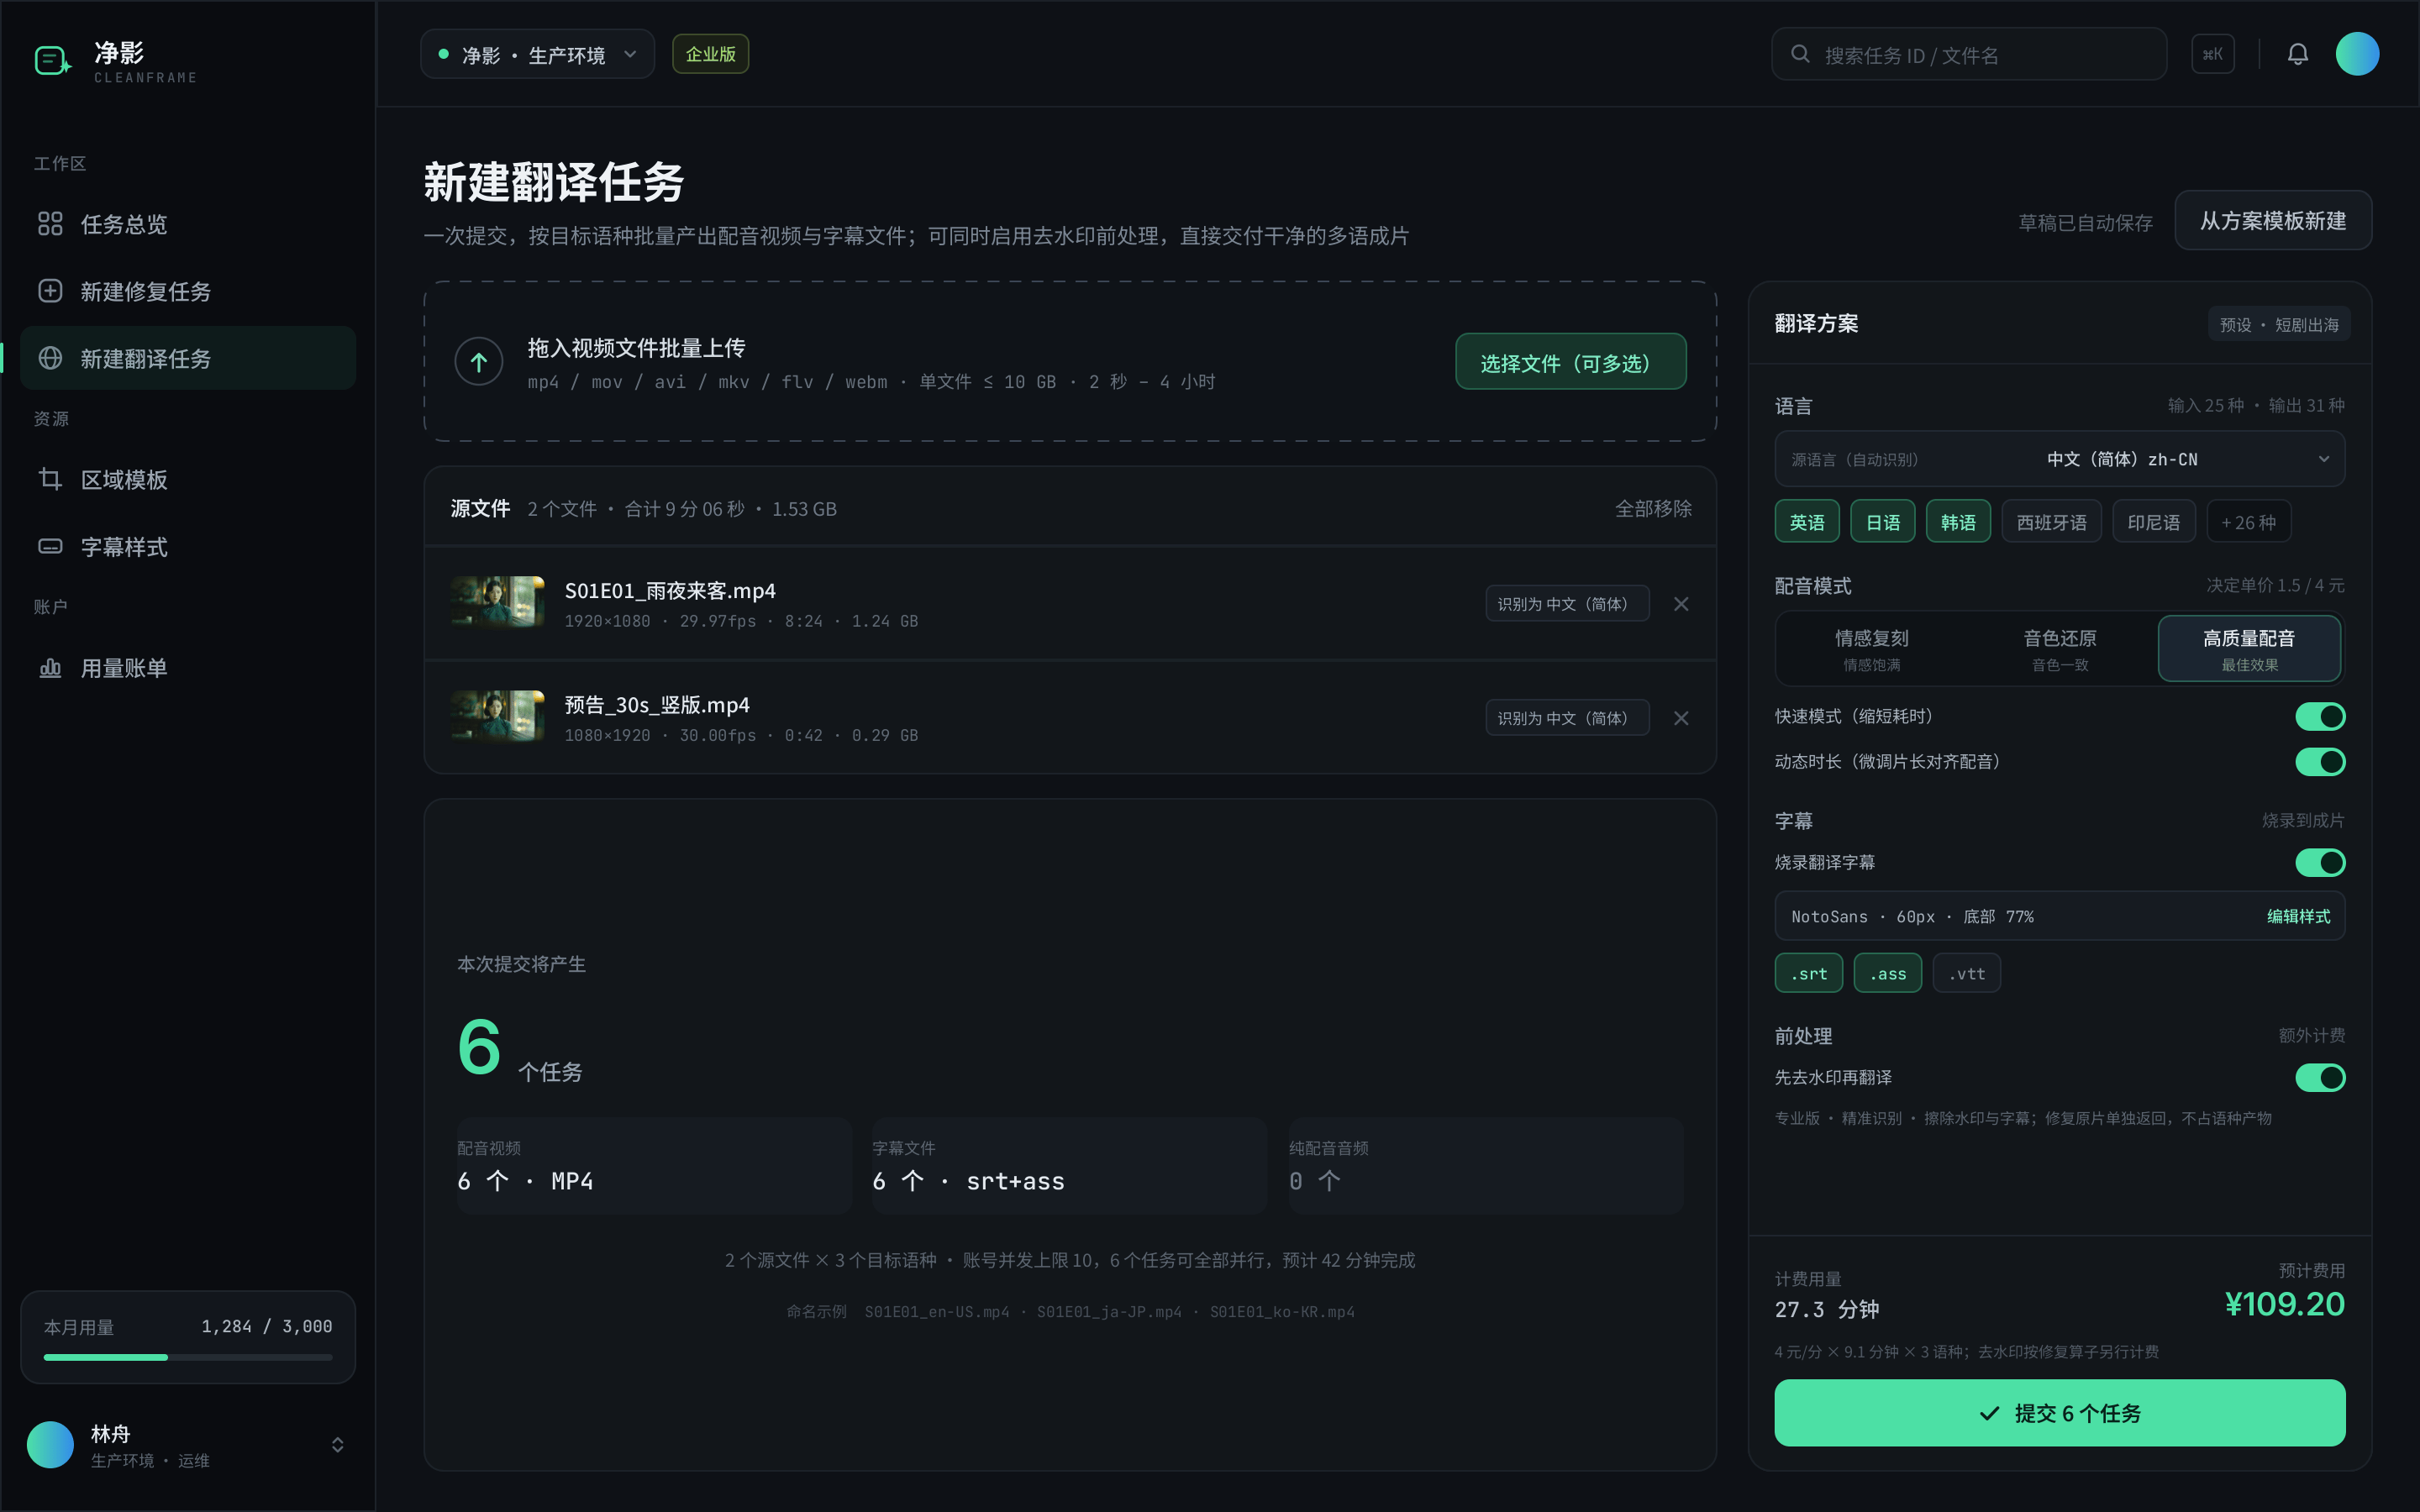 净影
CLEANFRAME
工作区
任务总览
新建修复任务
新建翻译任务
资源
区域模板
字幕样式
账户
用量账单
本月用量 1,284 / 3,000
林舟
生产环境 · 运维
净影 · 生产环境 企业版 搜索任务 ID / 文件名 ⌘K
新建翻译任务
一次提交，按目标语种批量产出配音视频与字幕文件；可同时启用去水印前处理，直接交付干净的多语成片
草稿已自动保存 从方案模板新建
拖入视频文件批量上传
mp4 / mov / avi / mkv / flv / webm · 单文件 ≤ 10 GB · 2 秒 – 4 小时
选择文件（可多选）
源文件 2 个文件 · 合计 9 分 06 秒 · 1.53 GB 全部移除
S01E01_雨夜来客.mp4
1920×1080 · 29.97fps · 8:24 · 1.24 GB
识别为 中文（简体）
预告_30s_竖版.mp4
1080×1920 · 30.00fps · 0:42 · 0.29 GB
识别为 中文（简体）
本次提交将产生
6 个任务
配音视频
6 个 · MP4
字幕文件
6 个 · srt+ass
纯配音音频
0 个
2 个源文件 × 3 个目标语种 · 账号并发上限 10，6 个任务可全部并行，预计 42 分钟完成
命名示例 S01E01_en-US.mp4 · S01E01_ja-JP.mp4 · S01E01_ko-KR.mp4
翻译方案 预设 · 短剧出海
语言 输入 25 种 · 输出 31 种
源语言（自动识别） 中文（简体）zh-CN
英语 日语 韩语 西班牙语 印尼语 + 26 种
配音模式 决定单价 1.5 / 4 元
情感复刻 音色还原 高质量配音
情感饱满 音色一致 最佳效果
快速模式（缩短耗时）
动态时长（微调片长对齐配音）
字幕 烧录到成片
烧录翻译字幕
NotoSans · 60px · 底部 77% 编辑样式
.srt .ass .vtt
前处理 额外计费
先去水印再翻译
专业版 · 精准识别 · 擦除水印与字幕；修复原片单独返回，不占语种产物
计费用量 预计费用
27.3 分钟 ¥109.20
4 元/分 × 9.1 分钟 × 3 语种；去水印按修复算子另行计费
提交 6 个任务